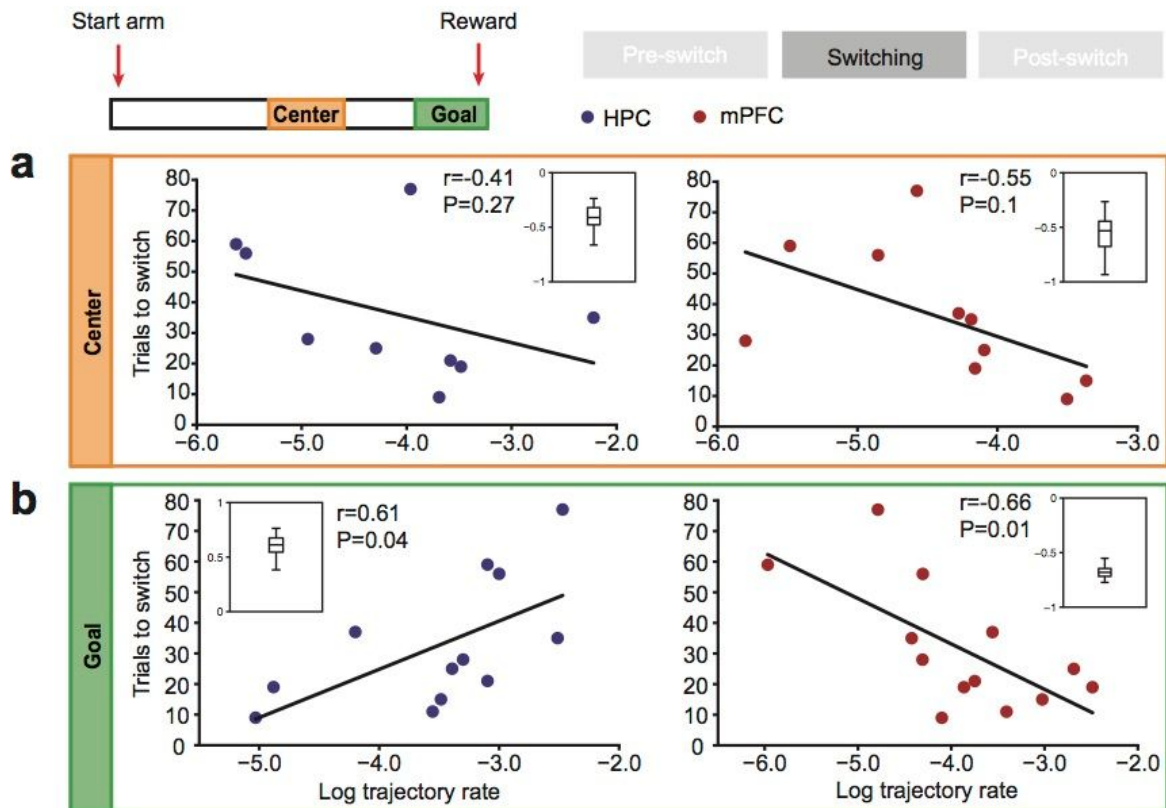 Start arm
Reward
Center
Goal
Pre-switch
Switching
Post-switch
HPC
mPFC
a
Center
Trials to switch
80
70
60
50
40
30
20
10
0
−6.0
−5.0
−4.0
−3.0
−2.0
r=-0.41
P=0.27
0
−0.5
−1
80
70
60
50
40
30
20
10
0
−6.0
−5.0
−4.0
−3.0
r=-0.55
P=0.1
0
−0.5
−1
b
Goal
Trials to switch
80
70
60
50
40
30
20
10
0
1
0.5
0
r=0.61
P=0.04
−5.0
−4.0
−3.0
−2.0
Log trajectory rate
80
70
60
50
40
30
20
10
0
r=-0.66
P=0.01
0
−0.5
−1
−6.0
−5.0
−4.0
−3.0
−2.0
Log trajectory rate